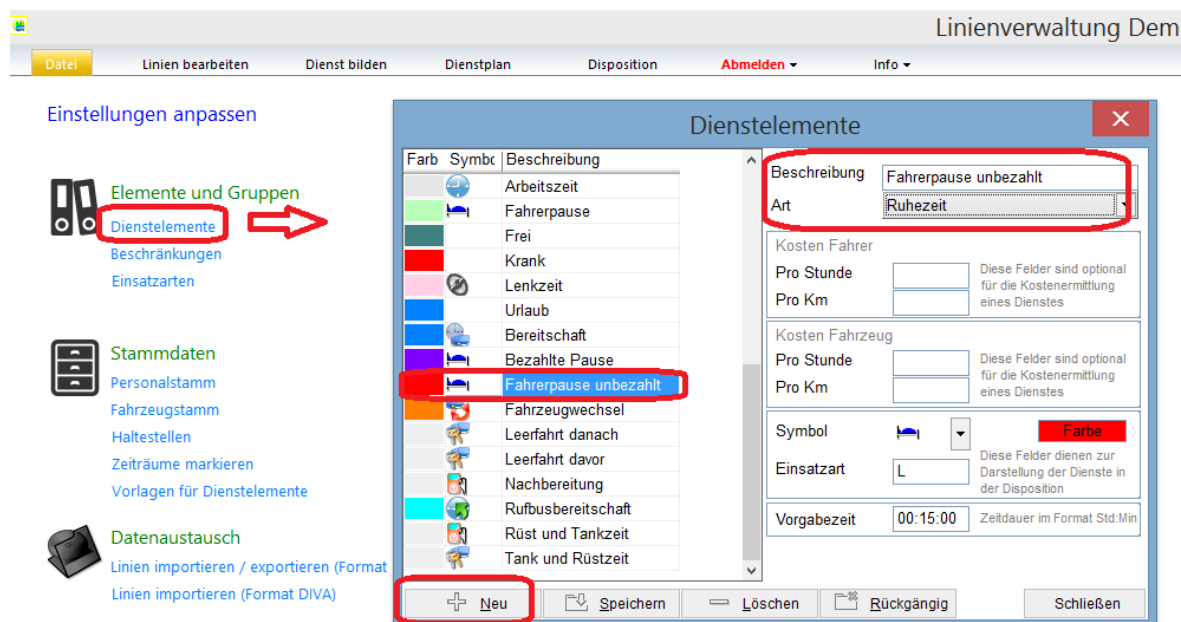 Linienverwaltung Dem
Datei Linien bearbeiten Dienst bilden Dienstplan Disposition Abmelden Info
Einstellungen anpassen
Elemente und Gruppen
Dienstelemente
Beschränkungen
Einsatzarten
Stammdaten
Personalstamm
Fahrzeugstamm
Haltestellen
Zeiträume markieren
Vorlagen für Dienstelemente
Datenaustausch
Linien importieren / exportieren (Format
Linien importieren (Format DIVA)
Dienstelemente
Farb Symbc Beschreibung
Arbeitszeit
Fahrerpause
Frei
Krank
Lenkzeit
Urlaub
Bereitschaft
Bezahlte Pause
Fahrerpause unbezahlt
Fahrzeugwechsel
Leerfahrt danach
Leerfahrt davor
Nachbereitung
Rufbusbereitschaft
Rüst und Tankzeit
Tank und Rüstzeit
Beschreibung Fahrerpause unbezahlt
Art Ruhezeit
Kosten Fahrer
Pro Stunde
Pro Km
Diese Felder sind optional
für die Kostenermittlung
eines Dienstes
Kosten Fahrzeug
Pro Stunde
Pro Km
Diese Felder sind optional
für die Kostenermittlung
eines Dienstes
Symbol Farbe
Einsatzart L
Diese Felder dienen zur
Darstellung der Dienste in
der Disposition
Vorgabezeit 00:15:00 Zeitdauer im Format Std:Min
Neu Speichern Löschen Rückgängig Schließen